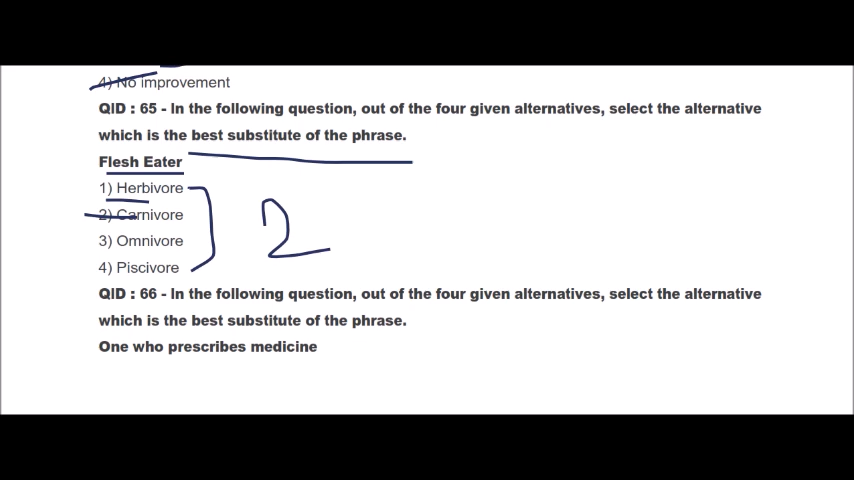 4) No improvement
QID : 65 - In the following question, out of the four given alternatives, select the alternative
which is the best substitute of the phrase.
Flesh Eater
1) Herbivore
2) Carnivore
3) Omnivore
4) Piscivore
2
QID : 66 - In the following question, out of the four given alternatives, select the alternative
which is the best substitute of the phrase.
One who prescribes medicine